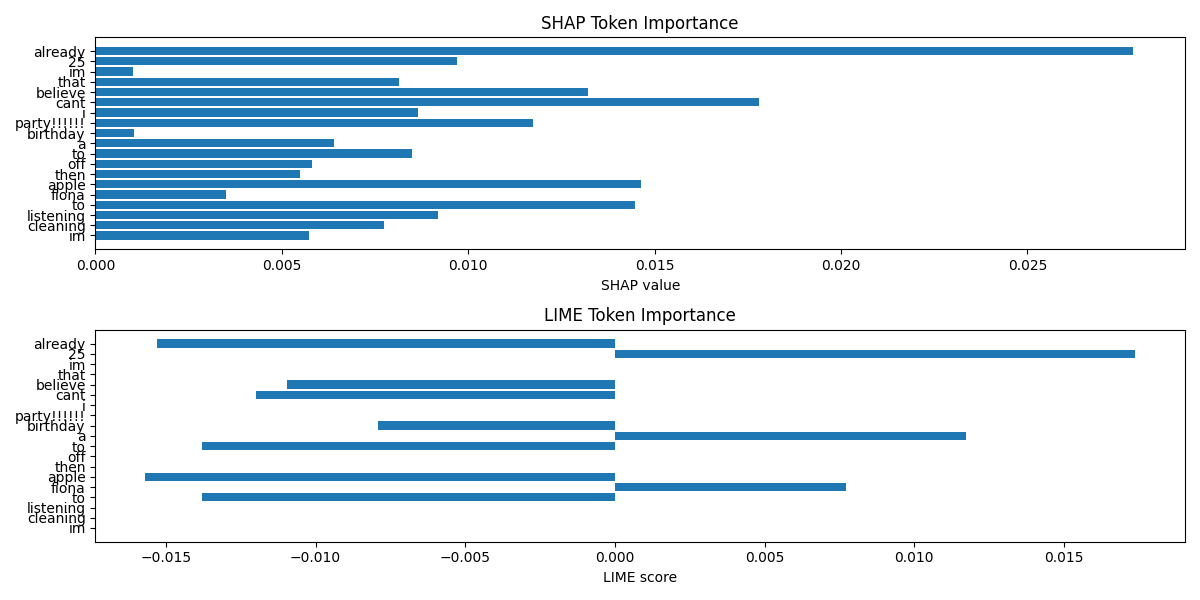 SHAP Token Importance
already
25
im
that
believe
cant
i
party!!!!!!
birthday
a
to
off
then
apple
fiona
to
listening
cleaning
im
0.000 0.005 0.010 0.015 0.020 0.025
SHAP value
LIME Token Importance
already
25
im
that
believe
cant
i
party!!!!!!
birthday
a
to
off
then
apple
fiona
to
listening
cleaning
im
−0.015 −0.010 −0.005 0.000 0.005 0.010 0.015
LIME score